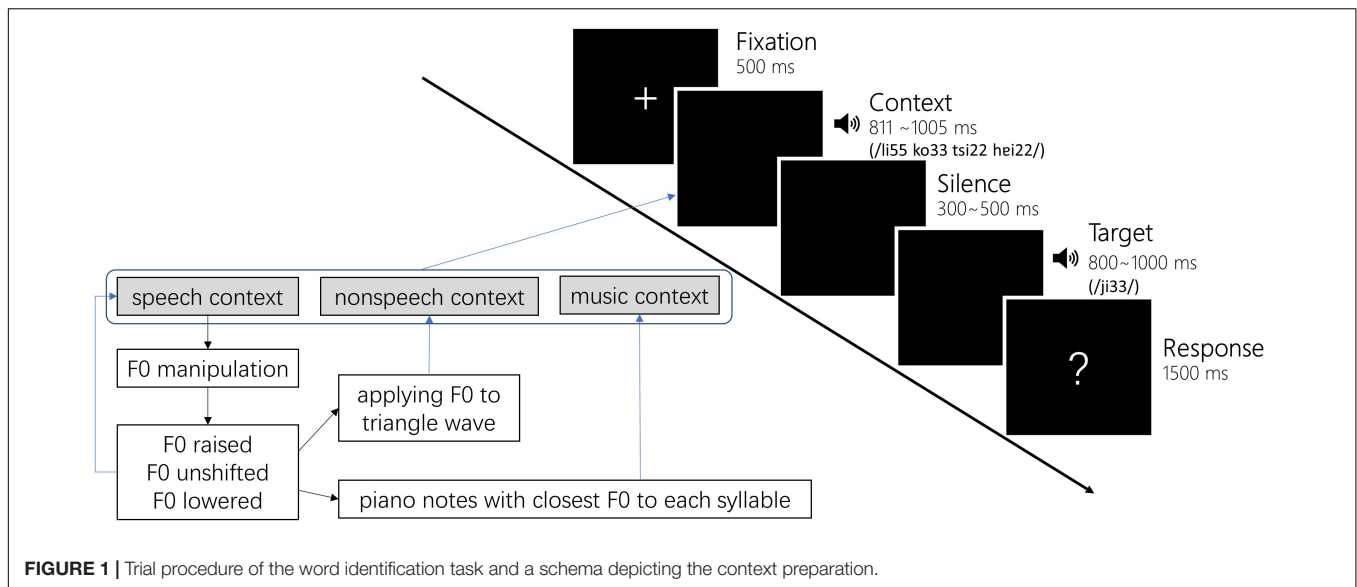 Fixation
500 ms
+
Context
811 ~1005 ms
(/li55 ko33 tsi22 hɐi22/)
Silence
300~500 ms
Target
800~1000 ms
(/ji33/)
?
Response
1500 ms
speech context
nonspeech context
music context
F0 manipulation
applying F0 to
triangle wave
F0 raised
F0 unshifted
F0 lowered
piano notes with closest F0 to each syllable
FIGURE 1 | Trial procedure of the word identification task and a schema depicting the context preparation.